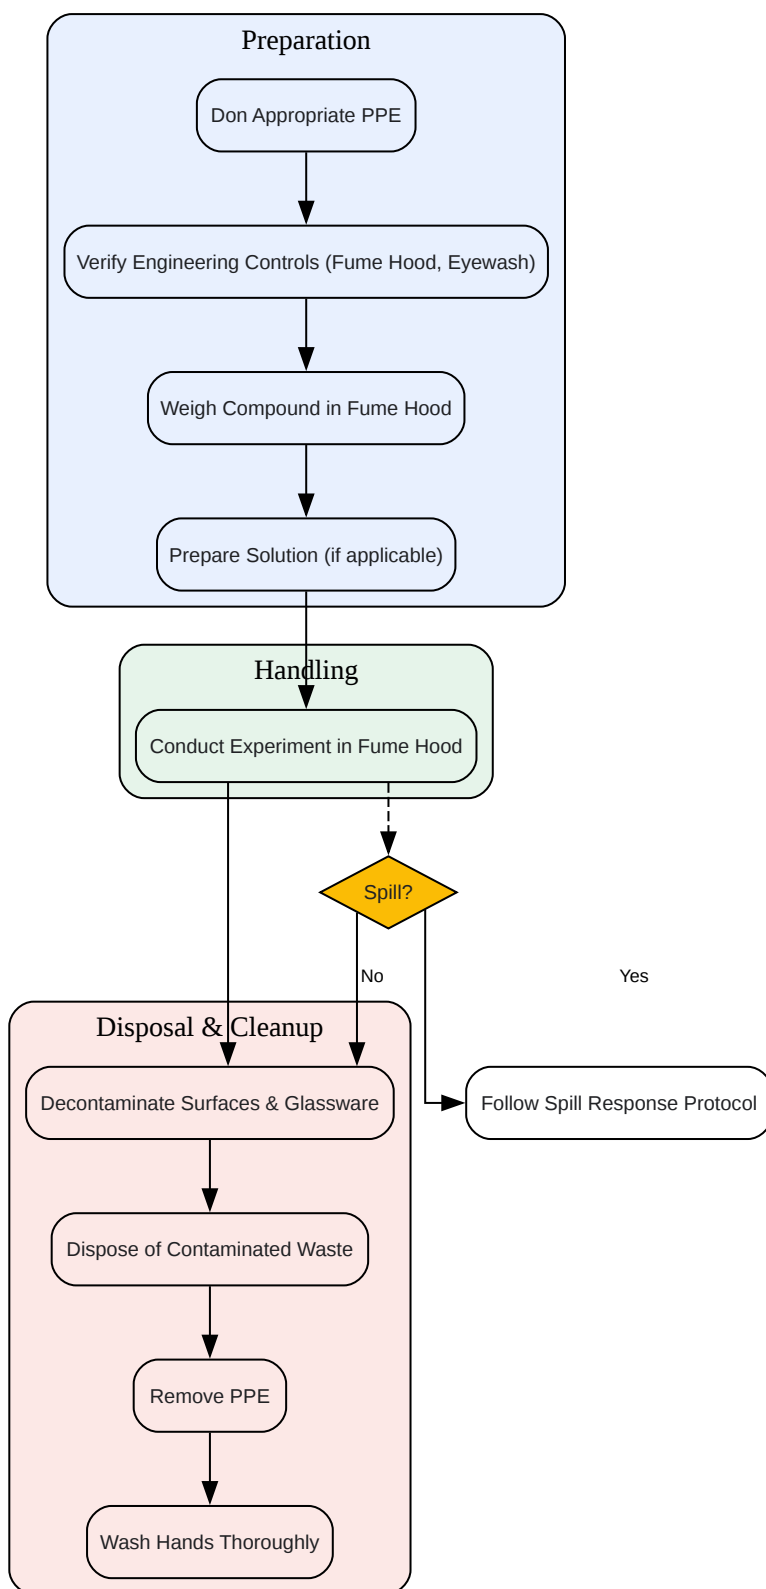 Preparation
Don Appropriate PPE
Verify Engineering Controls (Fume Hood, Eyewash)
Weigh Compound in Fume Hood
Prepare Solution (if applicable)
Handling
Conduct Experiment in Fume Hood
Spill?
No
Yes
Disposal & Cleanup
Decontaminate Surfaces & Glassware
Follow Spill Response Protocol
Dispose of Contaminated Waste
Remove PPE
Wash Hands Thoroughly